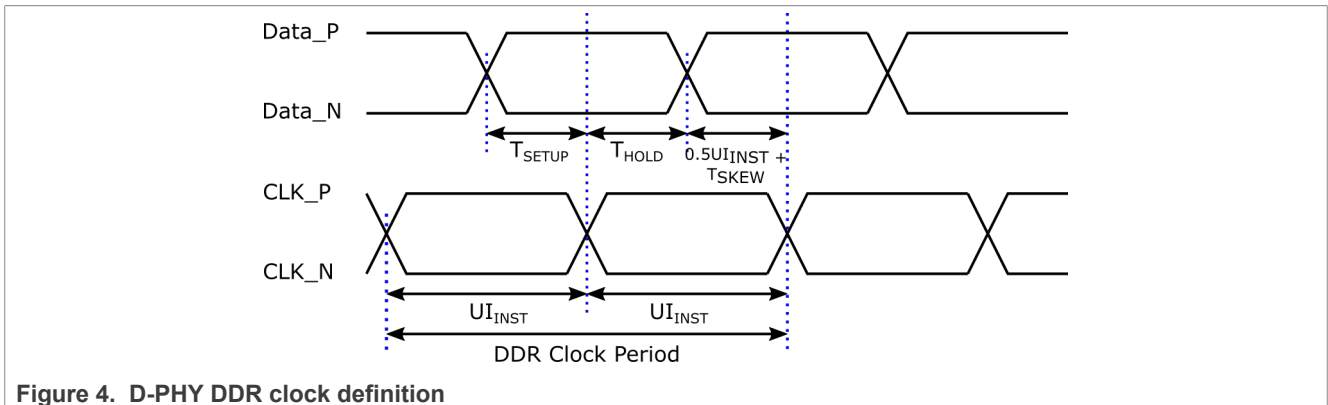 Data_P
Data_N
TSETUP
THOLD
0.5UIINST +
TSKEW
CLK_P
CLK_N
UIINST
UIINST
DDR Clock Period
Figure 4. D-PHY DDR clock definition